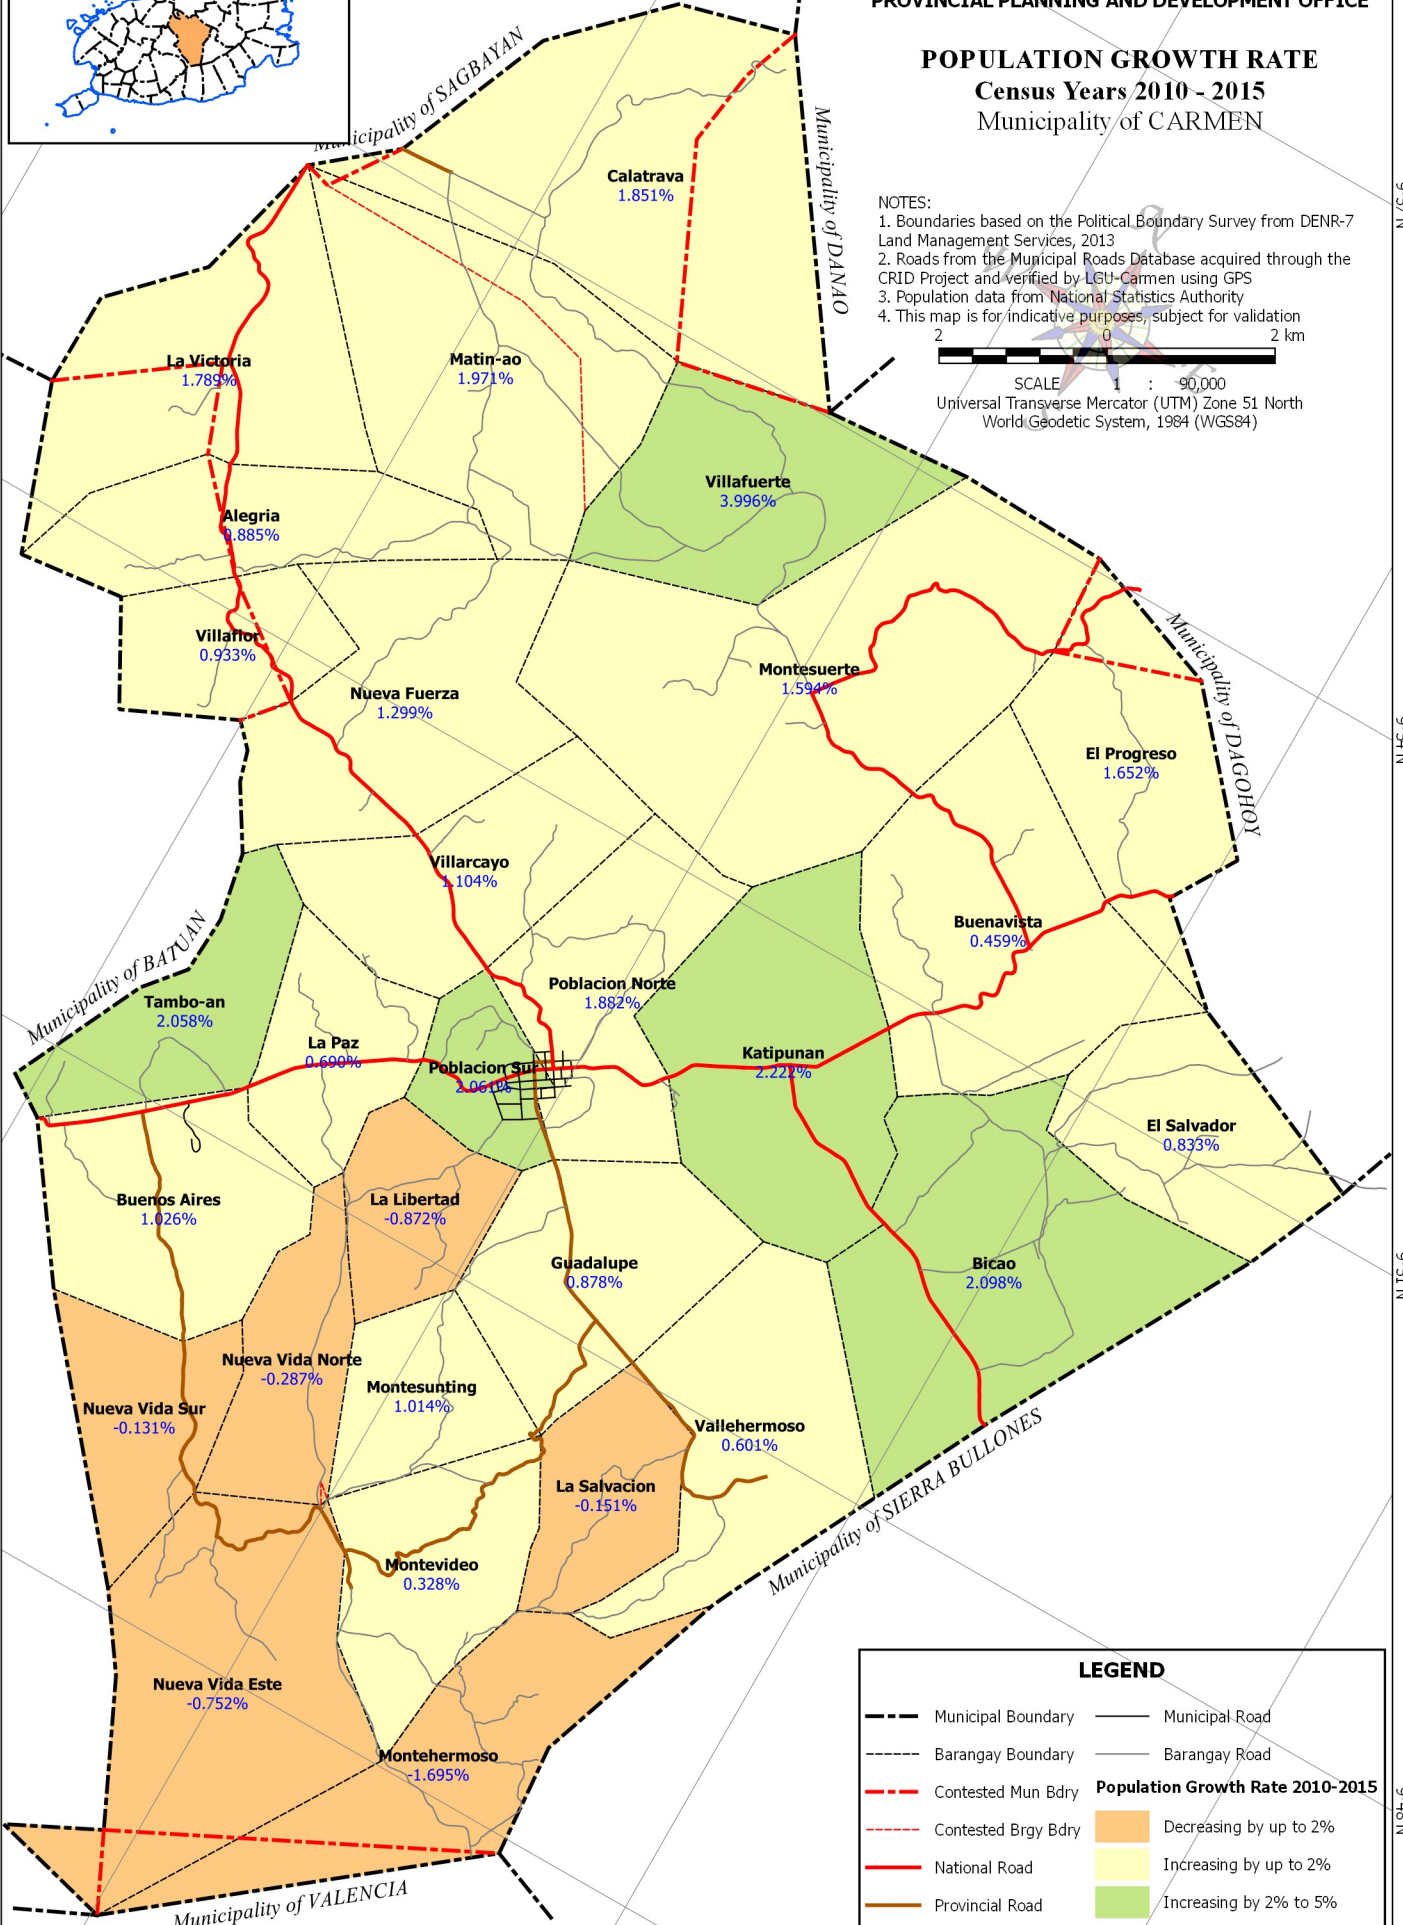 PROVINCIAL PLANNING AND DEVELOPMENT OFFICE
POPULATION GROWTH RATE
Census Years 2010 - 2015
Municipality of CARMEN
NOTES:
1. Boundaries based on the Political Boundary Survey from DENR-7
Land Management Services, 2013
2. Roads from the Municipal Roads Database acquired through the
CRID Project and verified by LGU-Carmen using GPS
3. Population data from National Statistics Authority
4. This map is for indicative purposes, subject for validation
2 0 2 km
SCALE 1 : 90,000
Universal Transverse Mercator (UTM) Zone 51 North
World Geodetic System, 1984 (WGS84)
Municipality of SAGBAYAN
Municipality of DANAO
Calatrava
1.851%
La Victoria
1.789%
Matin-ao
1.971%
Villafuerte
3.996%
Alegria
0.885%
Villaflor
0.933%
Nueva Fuerza
1.299%
Montesuerte
1.594%
Municipality of DAGOHOY
El Progreso
1.652%
Villarcayo
1.104%
Buenavista
0.459%
Municipality of BATUAN
Tambo-an
2.058%
Poblacion Norte
1.882%
La Paz
0.690%
Poblacion Sur
2.061%
Katipunan
2.222%
El Salvador
0.833%
Buenos Aires
1.026%
La Libertad
-0.872%
Guadalupe
0.878%
Bicao
2.098%
Nueva Vida Norte
-0.287%
Montesunting
1.014%
Nueva Vida Sur
-0.131%
Vallehermoso
0.601%
La Salvacion
-0.151%
Municipality of SIERRA BULLONES
Montevideo
0.328%
Nueva Vida Este
-0.752%
Montehermoso
-1.695%
Municipality of VALENCIA
LEGEND
Municipal Boundary
Barangay Boundary
Contested Mun Bdry
Contested Brgy Bdry
National Road
Provincial Road
Municipal Road
Barangay Road
Population Growth Rate 2010-2015
Decreasing by up to 2%
Increasing by up to 2%
Increasing by 2% to 5%